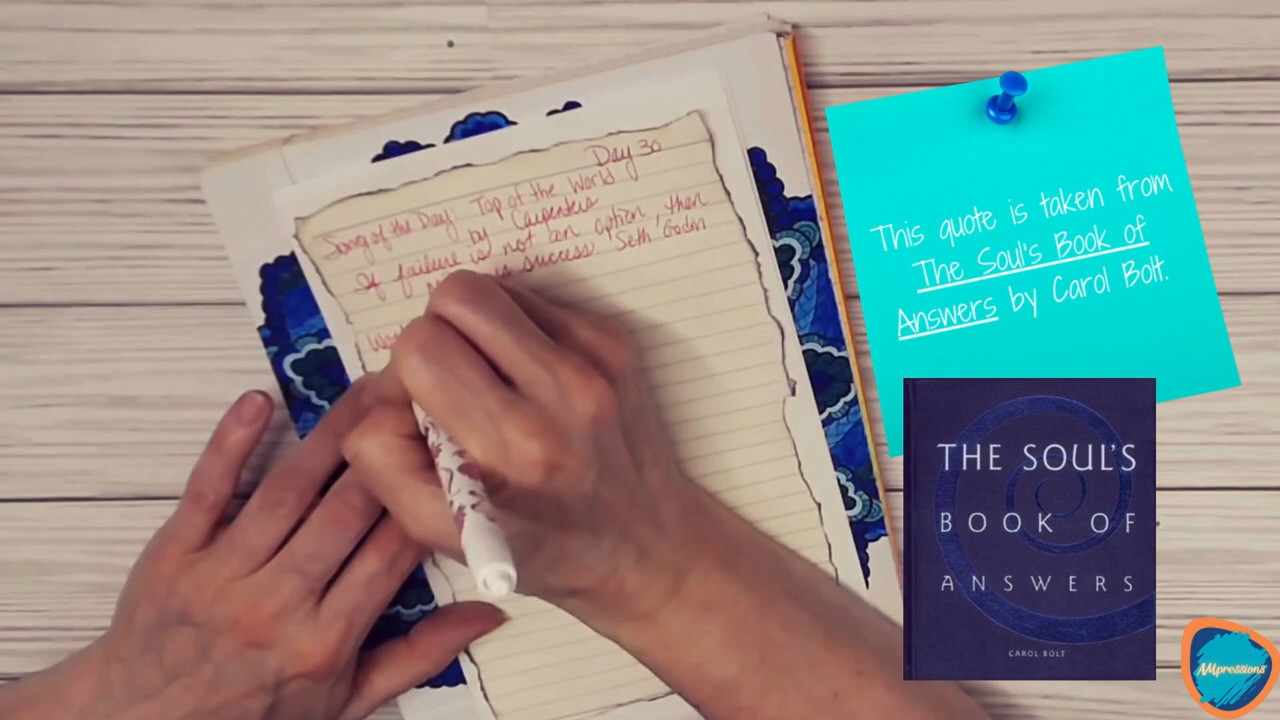 Day 30
Song of the Day: Top of the World
by Carpenters
If failure is not an option, then
is success. Seth Godin
This quote is taken from
The Soul's Book of
Answers by Carol Bolt.
THE SOUL'S
BOOK OF
ANSWERS
CAROL BOLT
AMpressions